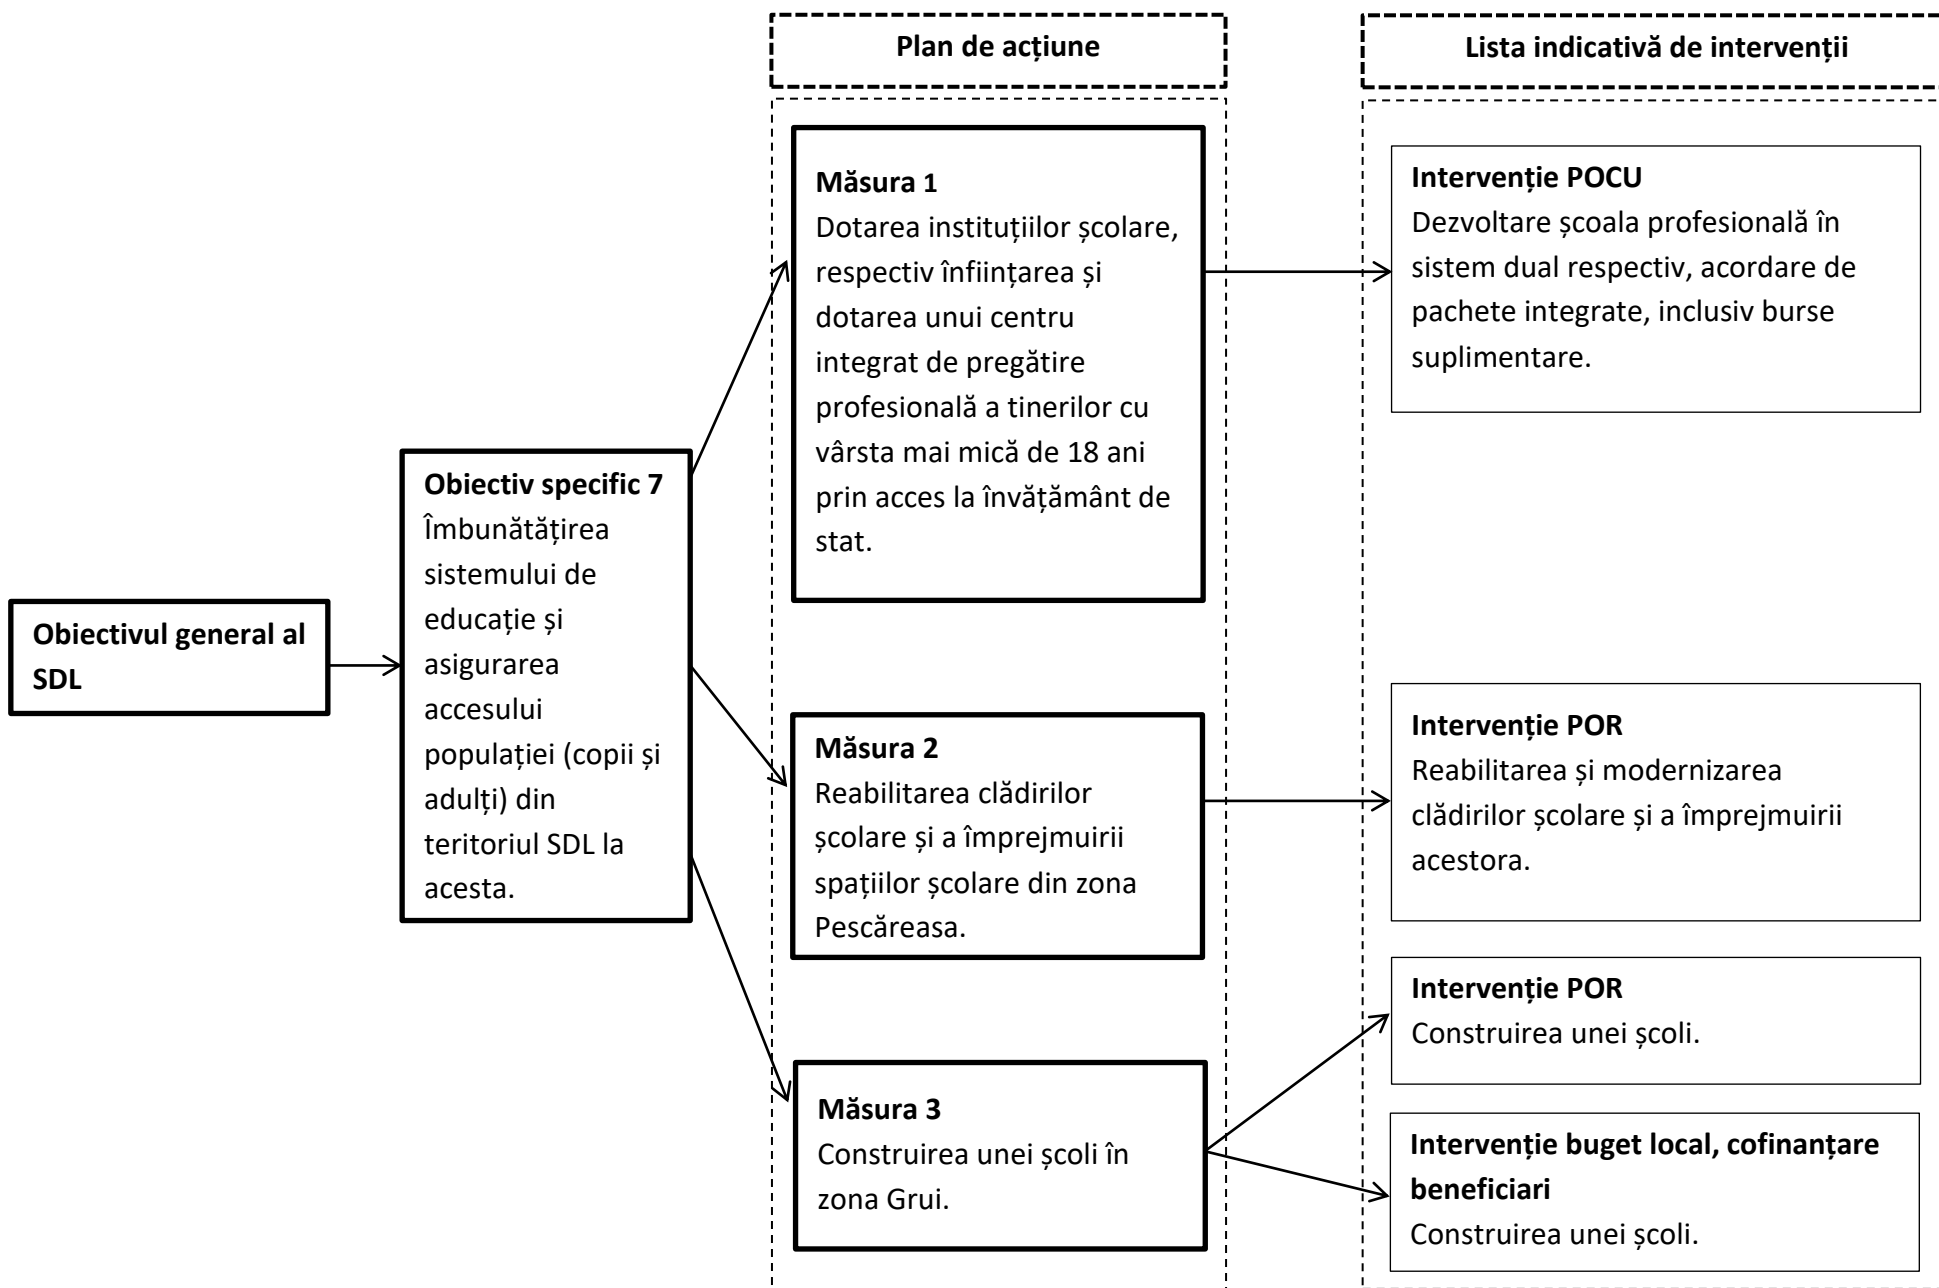 Plan de acțiune
Lista indicativă de intervenții
Obiectivul general al
SDL
Obiectiv specific 7
Îmbunătățirea
sistemului de
educație și
asigurarea
accesului
populației (copii și
adulți) din
teritoriul SDL la
acesta.
Măsura 1
Dotarea instituțiilor școlare,
respectiv înființarea și
dotarea unui centru
integrat de pregătire
profesională a tinerilor cu
vârsta mai mică de 18 ani
prin acces la învățământ de
stat.
Măsura 2
Reabilitarea clădirilor
școlare și a împrejmuirii
spațiilor școlare din zona
Pescăreasa.
Măsura 3
Construirea unei școli în
zona Grui.
Intervenție POCU
Dezvoltare școala profesională în
sistem dual respectiv, acordare de
pachete integrate, inclusiv burse
suplimentare.
Intervenție POR
Reabilitarea și modernizarea
clădirilor școlare și a împrejmuirii
acestora.
Intervenție POR
Construirea unei școli.
Intervenție buget local, cofinanțare
beneficiari
Construirea unei școli.